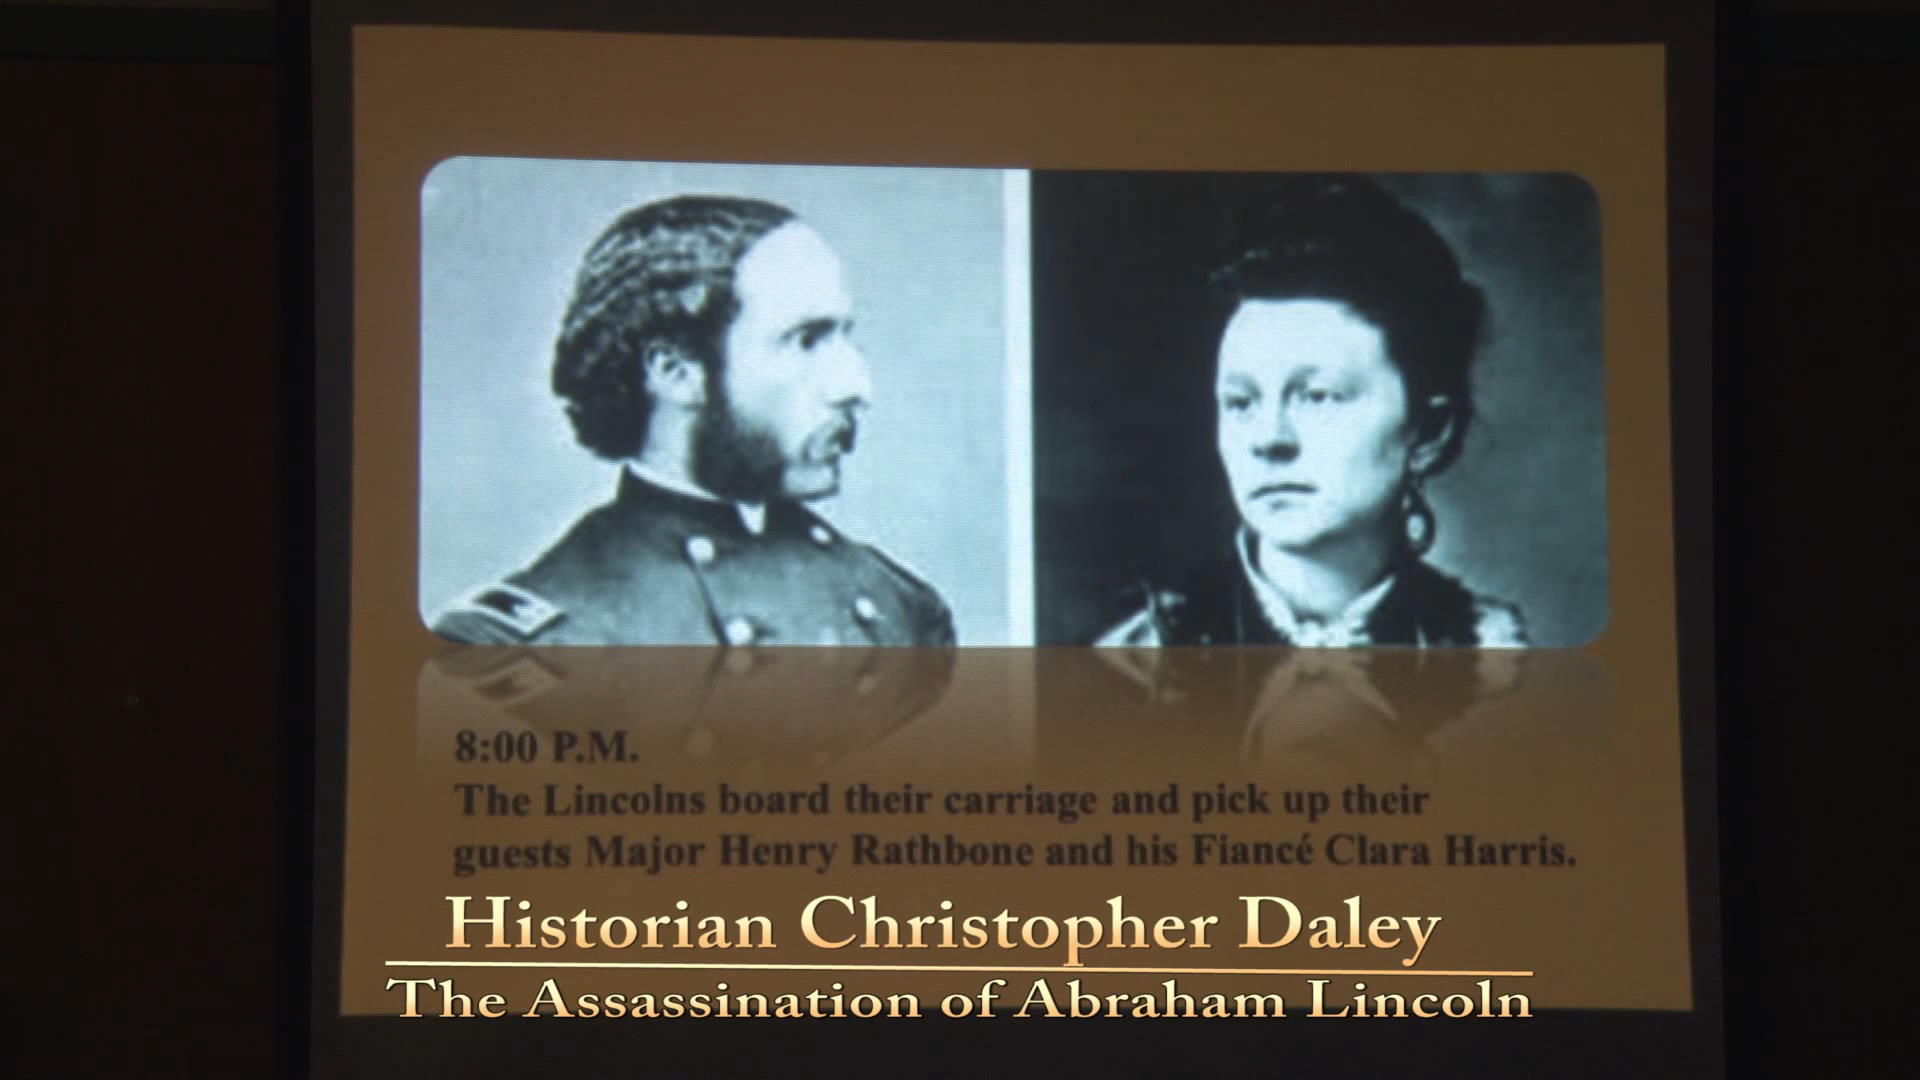 8:00 P.M.
The Lincolns board their carriage and pick up their
guests Major Henry Rathbone and his Fiancé Clara Harris.
Historian Christopher Daley
The Assassination of Abraham Lincoln